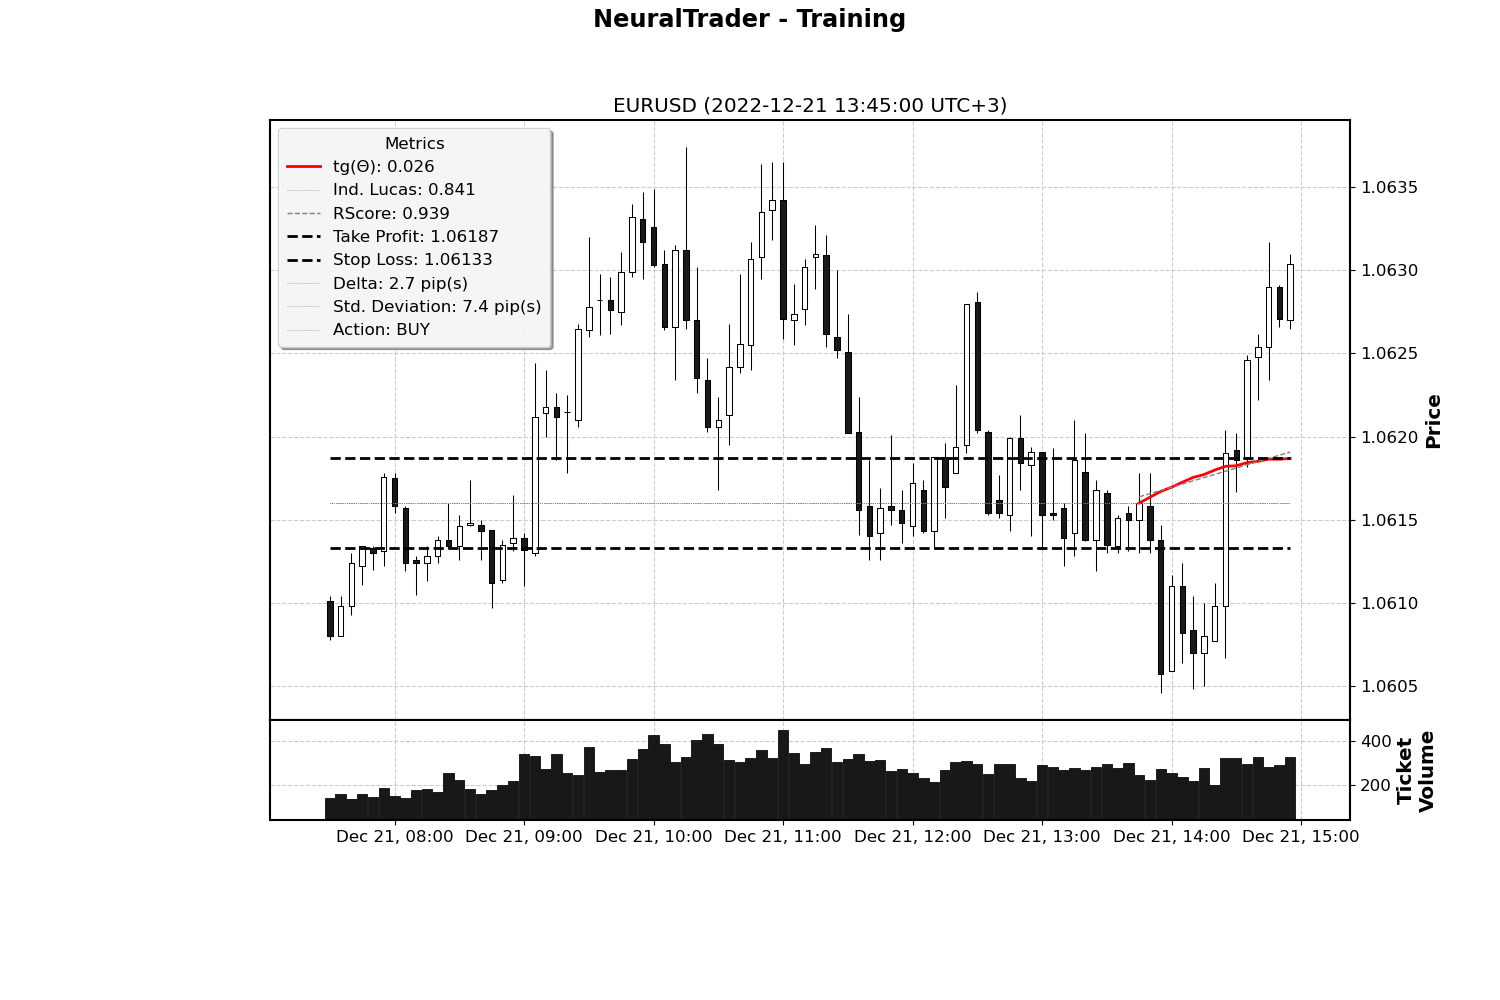 NeuralTrader - Training
EURUSD (2022-12-21 13:45:00 UTC+3)
Metrics
tg(Θ): 0.026
Ind. Lucas: 0.841
RScore: 0.939
Take Profit: 1.06187
Stop Loss: 1.06133
Delta: 2.7 pip(s)
Std. Deviation: 7.4 pip(s)
Action: BUY
1.0635
1.0630
1.0625
1.0620
1.0615
1.0610
1.0605
Price
400
200
Ticket
Volume
Dec 21, 08:00
Dec 21, 09:00
Dec 21, 10:00
Dec 21, 11:00
Dec 21, 12:00
Dec 21, 13:00
Dec 21, 14:00
Dec 21, 15:00